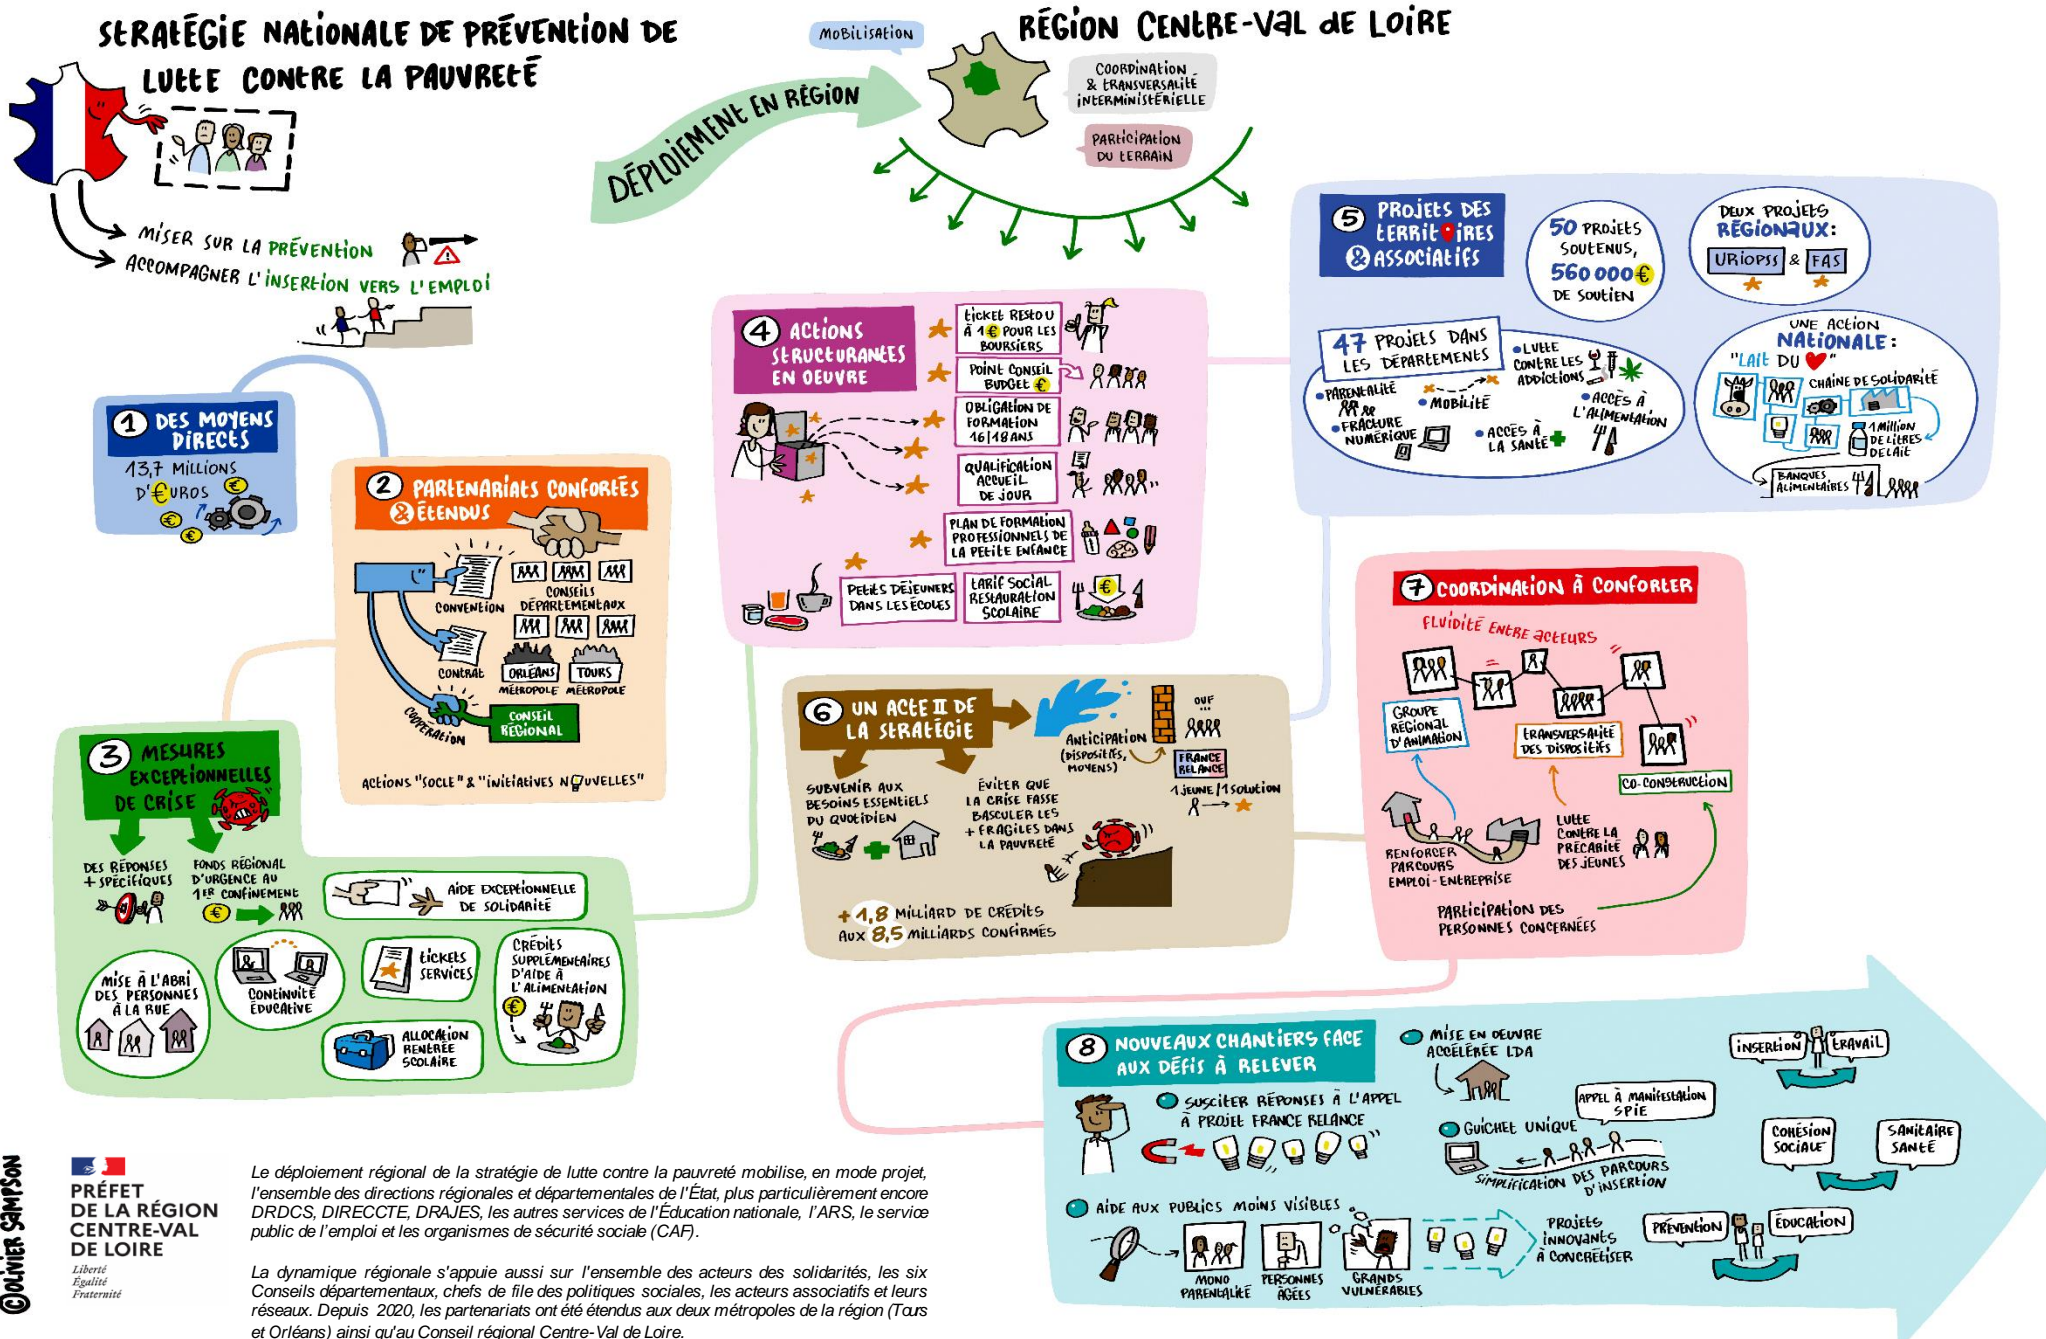 STRATÉGIE NATIONALE DE PRÉVENTION DE
LUTTE CONTRE LA PAUVRETÉ
MISER SUR LA PRÉVENTION
ACCOMPAGNER L'INSERTION VERS L'EMPLOI
MOBILISATION
RÉGION CENTRE-VAL DE LOIRE
DÉPLOIEMENT EN RÉGION
COORDINATION
& TRANSVERSALITÉ
INTERMINISTÉRIELLE
PARTICIPATION
DU TERRAIN
1 DES MOYENS
DIRECTS
13,7 MILLIONS
D'€UROS
2 PARTENARIATS CONFORTÉS
& ÉTENDUS
CONVENTION
CONSEILS
DÉPARTEMENTAUX
CONTRAT
ORLÉANS
MÉTROPOLE
TOURS
MÉTROPOLE
COOPÉRATION
CONSEIL
RÉGIONAL
ACTIONS "SOCLE" & "INITIATIVES NOUVELLES"
3 MESURES
EXCEPTIONNELLES
DE CRISE
DES RÉPONSES
+ SPÉCIFIQUES
FONDS RÉGIONAL
D'URGENCE AU
1ER CONFINEMENT
AIDE EXCEPTIONNELLE
DE SOLIDARITÉ
MISE À L'ABRI
DES PERSONNES
À LA RUE
CONTINUITÉ
ÉDUCATIVE
TICKETS
SERVICES
ALLOCATION
RENTRÉE
SCOLAIRE
CRÉDITS
SUPPLÉMENTAIRES
D'AIDE À
L'ALIMENTATION
4 ACTIONS
STRUCTURANTES
EN OEUVRE
TICKET RESTO U
À 1€ POUR LES
BOURSIERS
POINT CONSEIL
BUDGET €
OBLIGATION DE
FORMATION
16/18 ANS
QUALIFICATION
ACCUEIL
DE JOUR
PLAN DE FORMATION
PROFESSIONNELS DE
LA PETITE ENFANCE
PETITS DÉJEUNERS
DANS LES ÉCOLES
TARIF SOCIAL
RESTAURATION
SCOLAIRE
5 PROJETS DES
TERRITOIRES
& ASSOCIATIFS
50 PROJETS
SOUTENUS,
560 000€
DE SOUTIEN
DEUX PROJETS
RÉGIONAUX:
URIOPSS & FAS
47 PROJETS DANS
LES DÉPARTEMENTS
PARENTALITÉ
FRACTURE
NUMÉRIQUE
MOBILITÉ
LUTTE
CONTRE LES
ADDICTIONS
ACCÈS À
LA SANTÉ
ACCÈS À
L'ALIMENTATION
UNE ACTION
NATIONALE:
"LAIT DU ❤"
CHAÎNE DE SOLIDARITÉ
1 MILLION
DE LITRES
DE LAIT
BANQUES
ALIMENTAIRES
6 UN ACTE II DE
LA STRATÉGIE
SUBVENIR AUX
BESOINS ESSENTIELS
DU QUOTIDIEN
ÉVITER QUE
LA CRISE FASSE
BASCULER LES
+ FRAGILES DANS
LA PAUVRETÉ
ANTICIPATION
(DISPOSITIFS,
MOYENS)
OUF
...
FRANCE
RELANCE
1 JEUNE/1 SOLUTION
+ 1,8 MILLIARD DE CRÉDITS
AUX 8,5 MILLIARDS CONFIRMÉS
7 COORDINATION À CONFORTER
FLUIDITÉ ENTRE ACTEURS
GROUPE
RÉGIONAL
D'ANIMATION
TRANSVERSALITÉ
DES DISPOSITIFS
CO-CONSTRUCTION
RENFORCER
PARCOURS
EMPLOI-ENTREPRISE
LUTTE
CONTRE LA
PRÉCARITÉ
DES JEUNES
PARTICIPATION DES
PERSONNES CONCERNÉES
8 NOUVEAUX CHANTIERS FACE
AUX DÉFIS À RELEVER
SUSCITER RÉPONSES À L'APPEL
À PROJET FRANCE RELANCE
AIDE AUX PUBLICS MOINS VISIBLES
MONO
PARENTALITÉ
PERSONNES
ÂGÉES
GRANDS
VULNÉRABLES
MISE EN OEUVRE
ACCÉLÉRÉE LDA
APPEL À MANIFESTATION
SPIE
GUICHET UNIQUE
SIMPLIFICATION DES PARCOURS
D'INSERTION
PROJETS
INNOVANTS
À CONCRÉTISER
INSERTION
TRAVAIL
COHÉSION
SOCIALE
SANITAIRE
SANTÉ
PRÉVENTION
ÉDUCATION
©OLIVIER SAMPSON
PRÉFET
DE LA RÉGION
CENTRE-VAL
DE LOIRE
Liberté
Égalité
Fraternité
Le déploiement régional de la stratégie de lutte contre la pauvreté mobilise, en mode projet,
l'ensemble des directions régionales et départementales de l'État, plus particulièrement encore
DRDCS, DIRECCTE, DRAJES, les autres services de l'Éducation nationale, l'ARS, le service
public de l'emploi et les organismes de sécurité sociale (CAF).
La dynamique régionale s'appuie aussi sur l'ensemble des acteurs des solidarités, les six
Conseils départementaux, chefs de file des politiques sociales, les acteurs associatifs et leurs
réseaux. Depuis 2020, les partenariats ont été étendus aux deux métropoles de la région (Tours
et Orléans) ainsi qu'au Conseil régional Centre-Val de Loire.